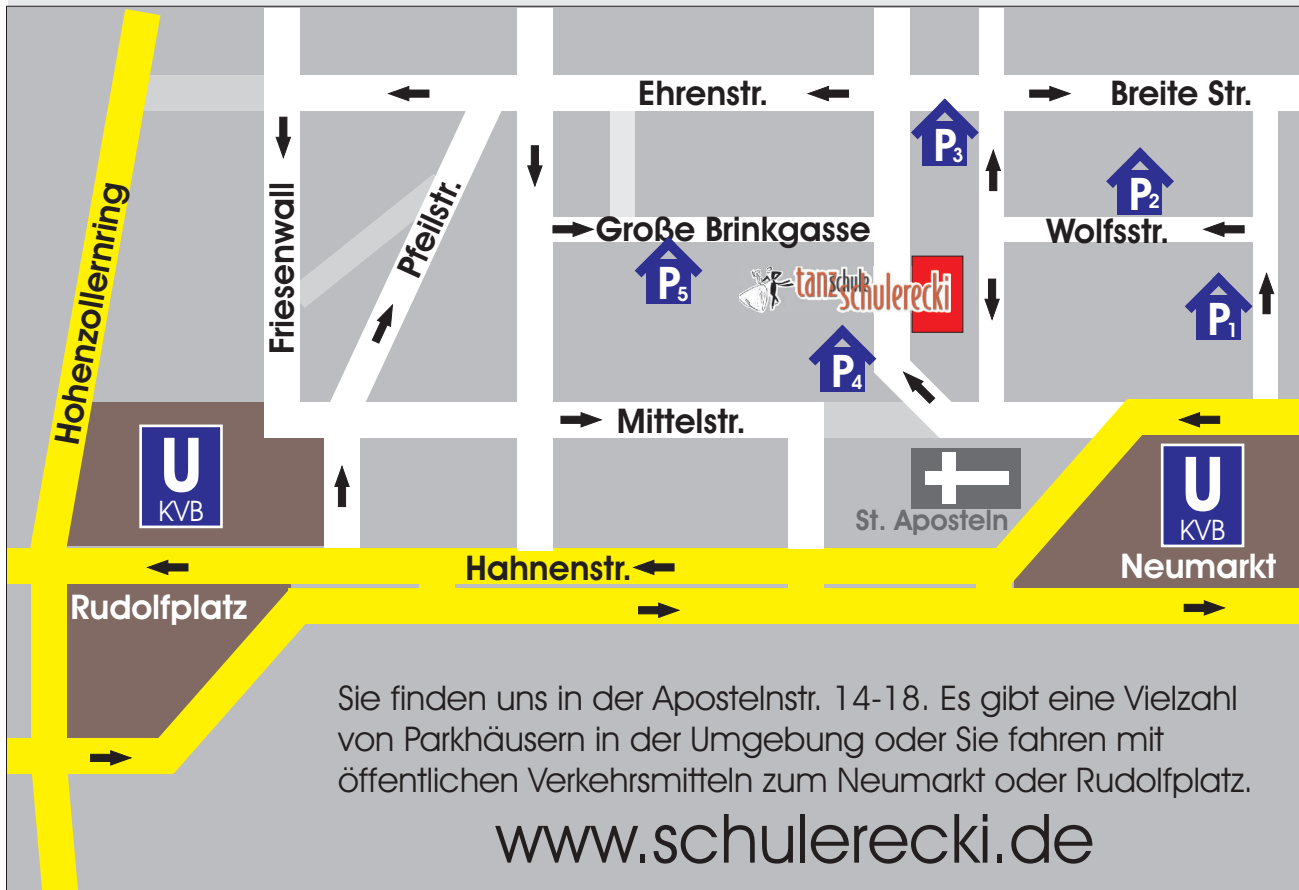 Ehrenstr.
Breite Str.
P3
P2
Hohenzollernring
Friesenwall
Pfeilstr.
Große Brinkgasse
Wolfsstr.
P5
tanzschule
schulerecki
P1
P4
Mittelstr.
U
KVB
St. Aposteln
U
KVB
Neumarkt
Hahnenstr.
Rudolfplatz
Sie finden uns in der Apostelnstr. 14-18. Es gibt eine Vielzahl
von Parkhäusern in der Umgebung oder Sie fahren mit
öffentlichen Verkehrsmitteln zum Neumarkt oder Rudolfplatz.
www.schulerecki.de